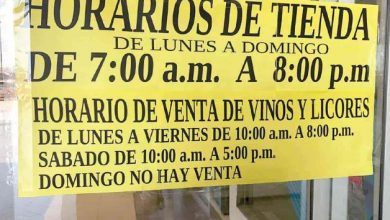 HORARIOS DE TIENDA
DE LUNES A DOMINGO
DE 7:00 a.m. A 8:00 p.m
HORARIO DE VENTA DE VINOS Y LICORES
DE LUNES A VIERNES DE 10:00 a.m. A 8:00 p.m.
SABADO DE 10:00 a.m. A 5:00 p.m.
DOMINGO NO HAY VENTA